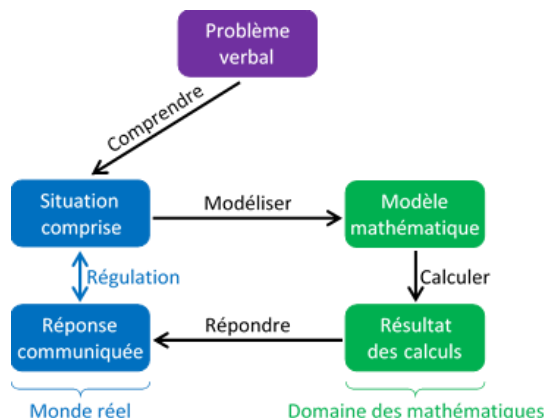 Problème
verbal
Comprendre
Situation
comprise
Modéliser
Modèle
mathématique
Régulation
Calculer
Réponse
communiquée
Répondre
Résultat
des calculs
Monde réel
Domaine des mathématiques